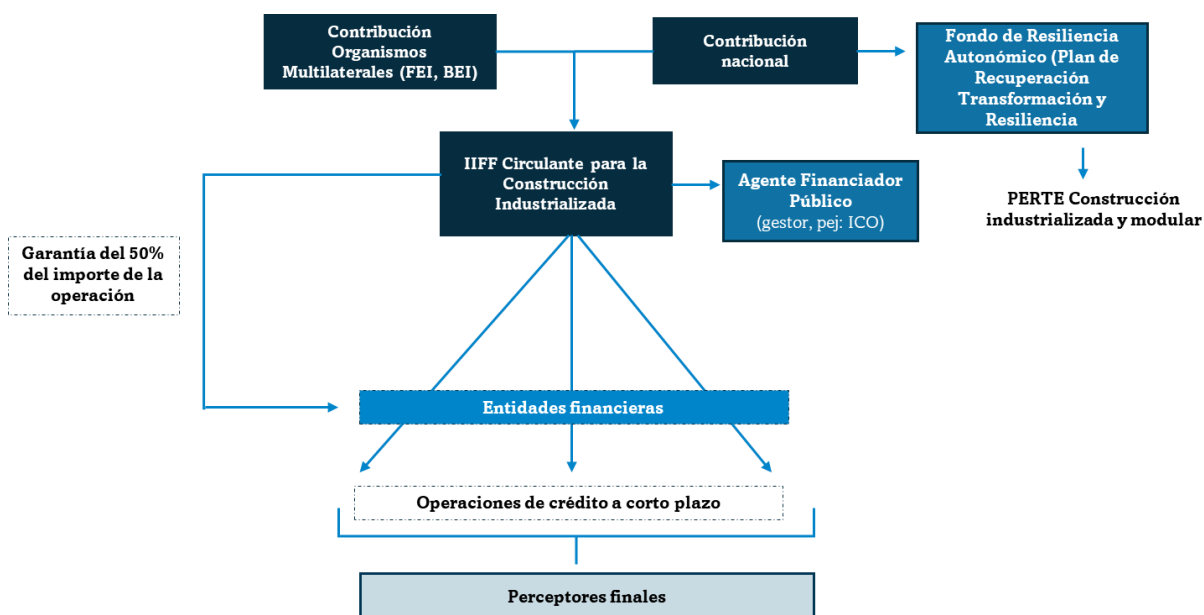 Contribución
Organismos
Multilaterales (FEI, BEI)
Contribución
nacional
Fondo de Resiliencia
Autonómico (Plan de
Recuperación
Transformación y
Resiliencia
IIFF Circulante para la
Construcción
Industrializada
Agente Financiador
Público
(gestor, pej: ICO)
PERTE Construcción
industrializada y modular
Garantía del 50%
del importe de la
operación
Entidades financieras
Operaciones de crédito a corto plazo
Perceptores finales